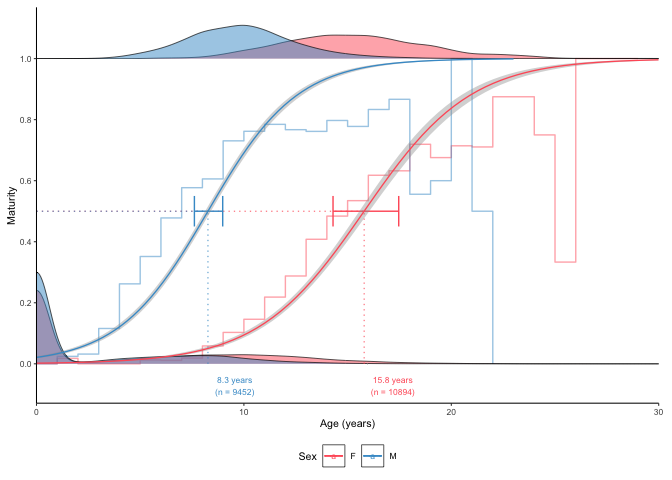 1.0
0.8
0.6
0.4
0.2
0.0
Maturity
8.3 years
(n = 9452)
15.8 years
(n = 10894)
0
10
20
30
Age (years)
Sex a F a M